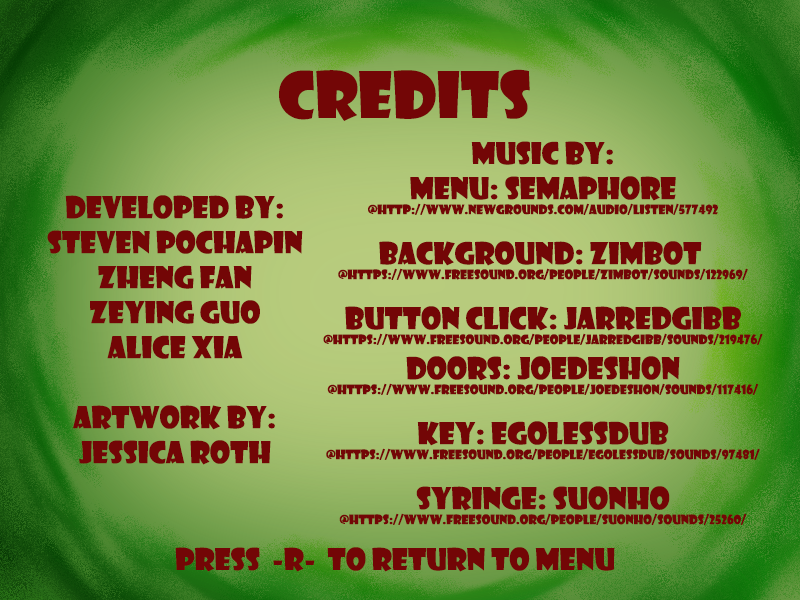 CREDITS
DEVELOPED BY:
STEVEN POCHAPIN
ZHENG FAN
ZEYING GUO
ALICE XIA
ARTWORK BY:
JESSICA ROTH
MUSIC BY:
MENU: SEMAPHORE
@HTTP://WWW.NEWGROUNDS.COM/AUDIO/LISTEN/577492
BACKGROUND: ZIMBOT
@HTTPS://WWW.FREESOUND.ORG/PEOPLE/ZIMBOT/SOUNDS/122969/
BUTTON CLICK: JARREDGIBB
@HTTPS://WWW.FREESOUND.ORG/PEOPLE/JARREDGIBB/SOUNDS/219476/
DOORS: JOEDESHON
@HTTPS://WWW.FREESOUND.ORG/PEOPLE/JOEDESHON/SOUNDS/117416/
KEY: EGOLESSDUB
@HTTPS://WWW.FREESOUND.ORG/PEOPLE/EGOLESSDUB/SOUNDS/97481/
SYRINGE: SUONHO
@HTTPS://WWW.FREESOUND.ORG/PEOPLE/SUONHO/SOUNDS/25260/
PRESS -R- TO RETURN TO MENU